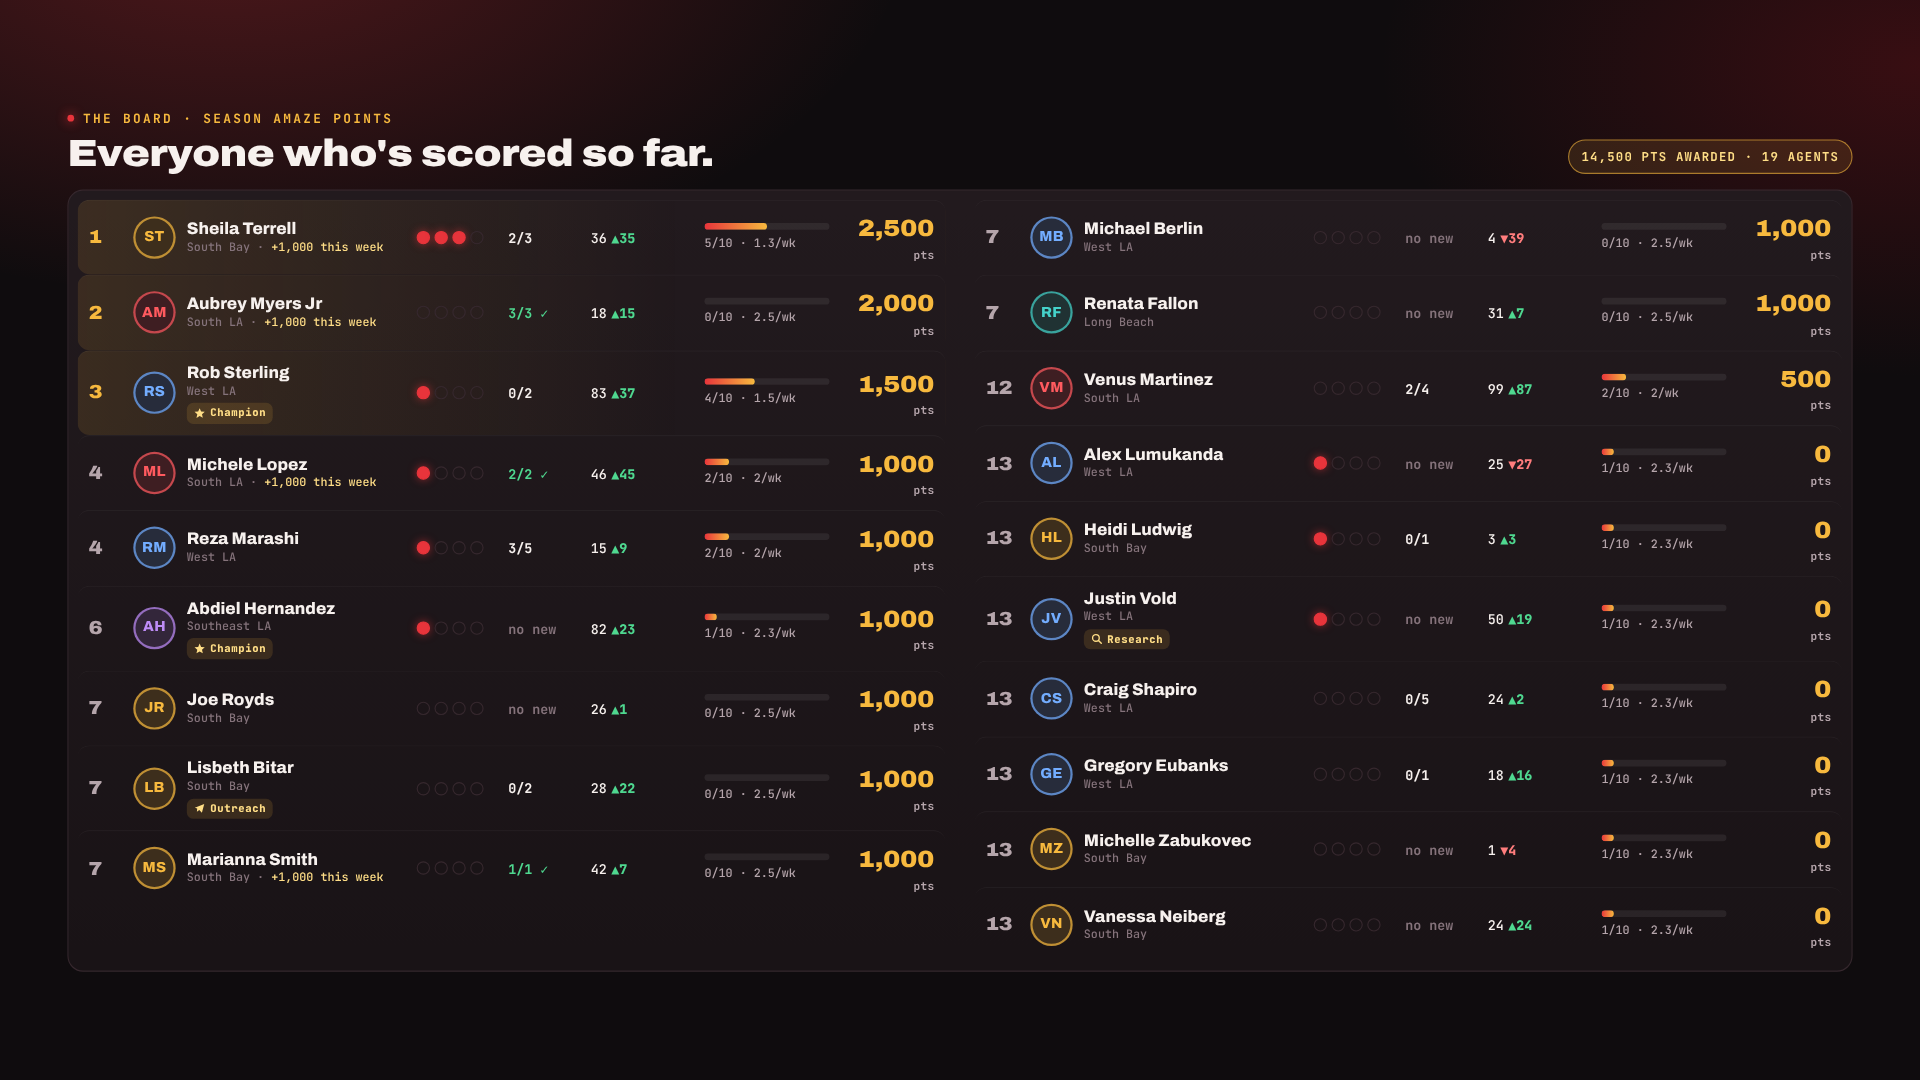 THE BOARD · SEASON AMAZE POINTS
Everyone who's scored so far.
14,500 PTS AWARDED · 19 AGENTS
1 ST Sheila Terrell 2/3 36 ▲35 2,500
South Bay · +1,000 this week 5/10 · 1.3/wk pts
2 AM Aubrey Myers Jr 3/3 ✓ 18 ▲15 2,000
South LA · +1,000 this week 0/10 · 2.5/wk pts
3 RS Rob Sterling 0/2 83 ▲37 1,500
West LA 4/10 · 1.5/wk pts
Champion
4 ML Michele Lopez 2/2 ✓ 46 ▲45 1,000
South LA · +1,000 this week 2/10 · 2/wk pts
4 RM Reza Marashi 3/5 15 ▲9 1,000
West LA 2/10 · 2/wk pts
6 AH Abdiel Hernandez no new 82 ▲23 1,000
Southeast LA 1/10 · 2.3/wk pts
Champion
7 JR Joe Royds no new 26 ▲1 1,000
South Bay 0/10 · 2.5/wk pts
7 LB Lisbeth Bitar 0/2 28 ▲22 1,000
South Bay 0/10 · 2.5/wk pts
Outreach
7 MS Marianna Smith 1/1 ✓ 42 ▲7 1,000
South Bay · +1,000 this week 0/10 · 2.5/wk pts
7 MB Michael Berlin no new 4 ▼39 1,000
West LA 0/10 · 2.5/wk pts
7 RF Renata Fallon no new 31 ▲7 1,000
Long Beach 0/10 · 2.5/wk pts
12 VM Venus Martinez 2/4 99 ▲87 500
South LA 2/10 · 2/wk pts
13 AL Alex Lumukanda no new 25 ▼27 0
West LA 1/10 · 2.3/wk pts
13 HL Heidi Ludwig 0/1 3 ▲3 0
South Bay 1/10 · 2.3/wk pts
13 JV Justin Vold no new 50 ▲19 0
West LA 1/10 · 2.3/wk pts
Research
13 CS Craig Shapiro 0/5 24 ▲2 0
West LA 1/10 · 2.3/wk pts
13 GE Gregory Eubanks 0/1 18 ▲16 0
West LA 1/10 · 2.3/wk pts
13 MZ Michelle Zabukovec no new 1 ▼4 0
South Bay 1/10 · 2.3/wk pts
13 VN Vanessa Neiberg no new 24 ▲24 0
South Bay 1/10 · 2.3/wk pts